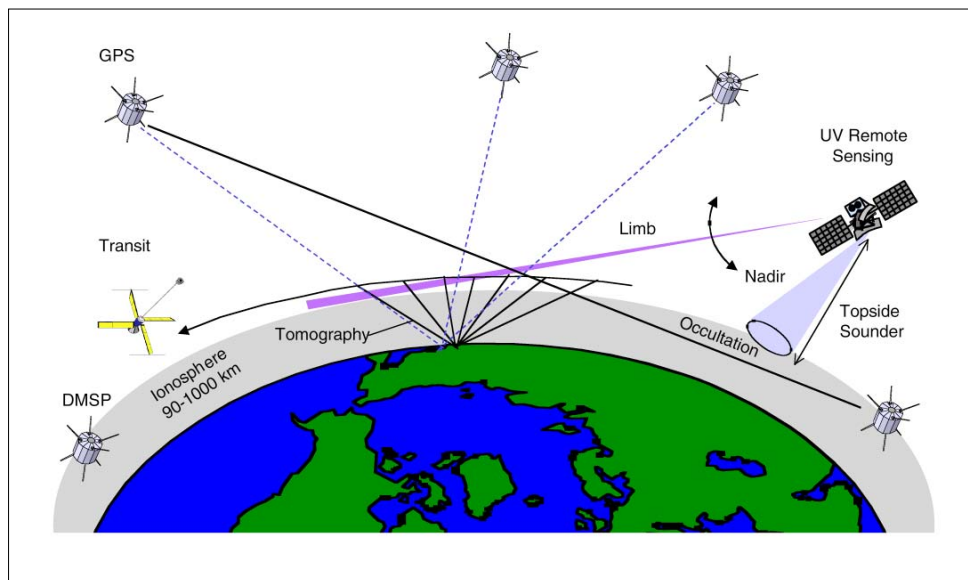 GPS
UV Remote
Sensing
Limb
Transit
Nadir
Topside
Sounder
Occultation
Tomography
Ionosphere
90-1000 km
DMSP